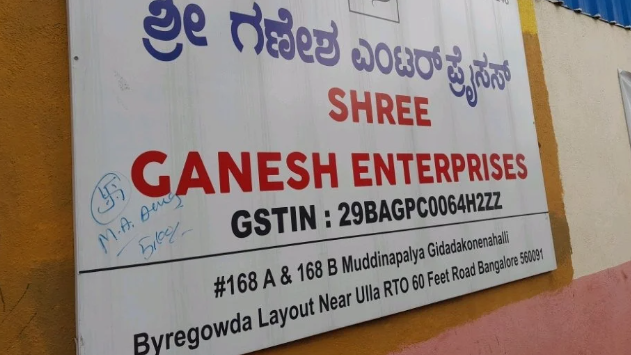 ಶ್ರೀ ಗಣೇಶ ಎಂಟರ್‌ಪ್ರೈಸಸ್
SHREE
GANESH ENTERPRISES
GSTIN : 29BAGPC0064H2ZZ
#168 A & 168 B Muddinapalya Gidadakonenahalli
Byregowda Layout Near Ulla RTO 60 Feet Road Bangalore 560091
M.A.